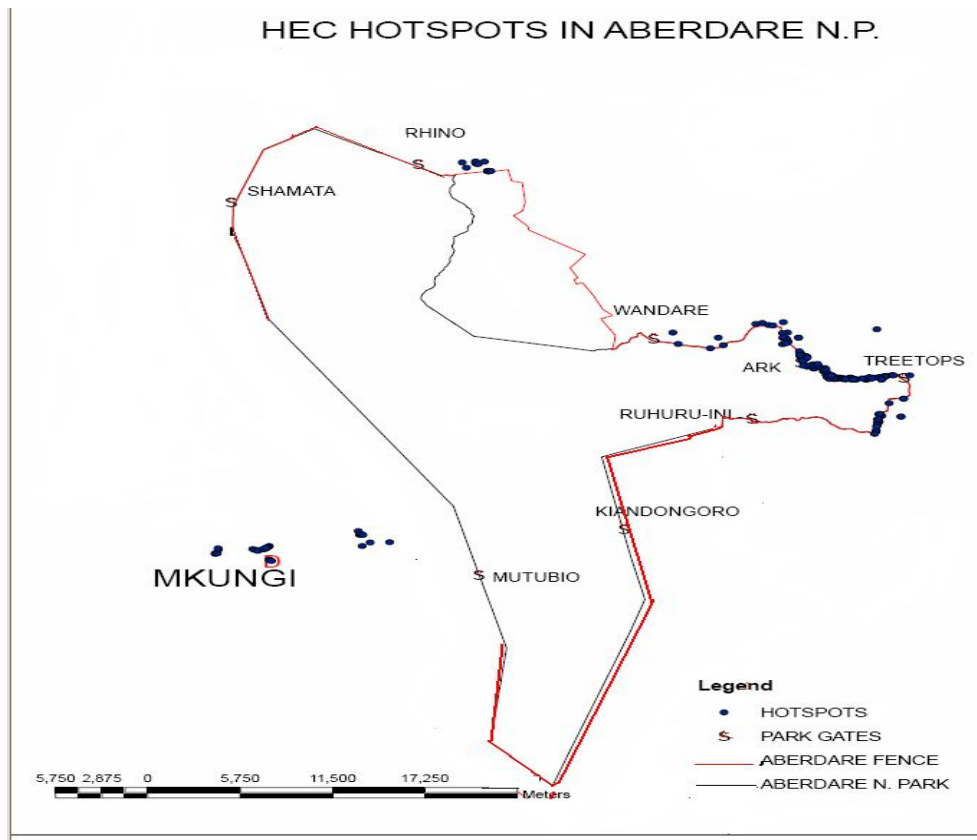 HEC HOTSPOTS IN ABERDARE N.P.
RHINO
S
SHAMATA
S
WANDARE
S
ARK
TREETOPS
S
RUHURU-INI
S
KIANDONGORO
S
D
MKUNGI
S MUTUBIO
Legend
HOTSPOTS
S PARK GATES
ABERDARE FENCE
ABERDARE N. PARK
5,750 2,875 0 5,750 11,500 17,250
Meters